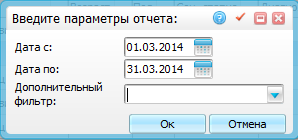 Введите параметры отчета:
Дата с: 01.03.2014
Дата по: 31.03.2014
Дополнительный
фильтр:
Ок Отмена